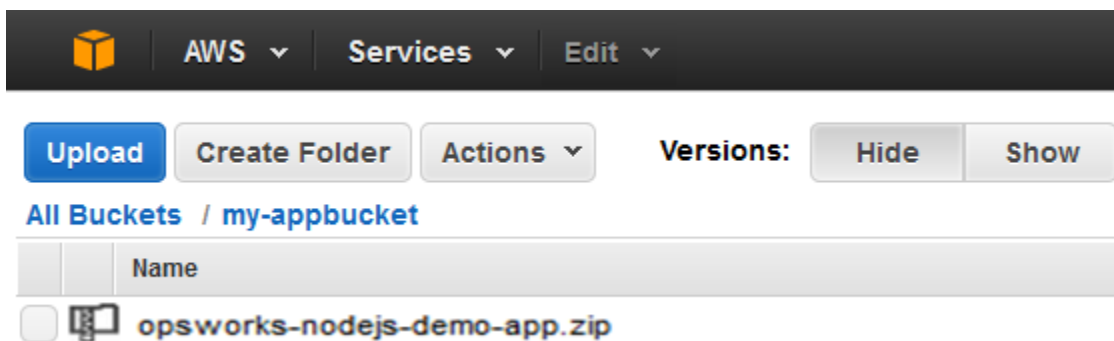 AWS Services Edit
Upload Create Folder Actions Versions: Hide Show
All Buckets / my-appbucket
Name
opsworks-nodejs-demo-app.zip